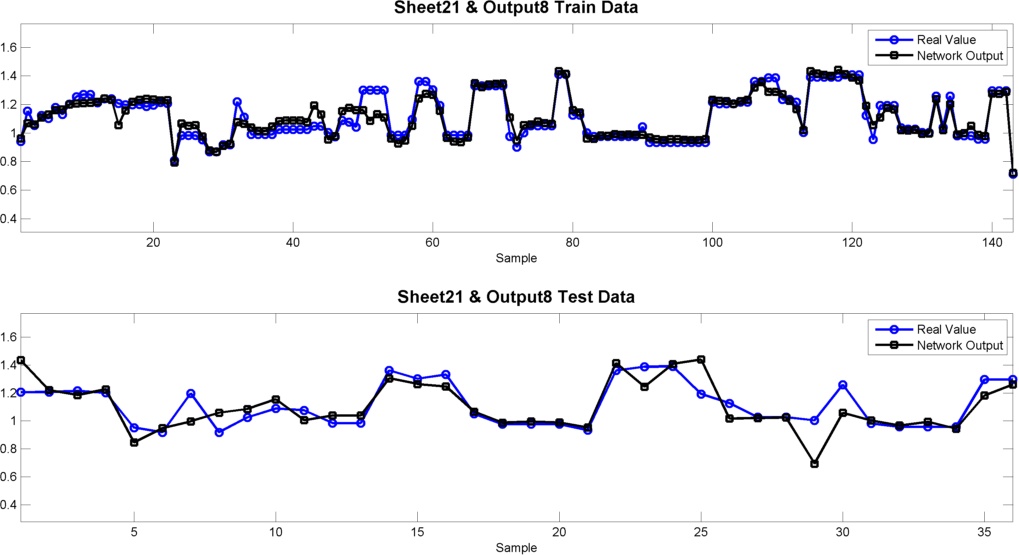 Sheet21 & Output8 Train Data
Real Value
Network Output
1.6
1.4
1.2
1
0.8
0.6
0.4
20 40 60 80 100 120 140
Sample
Sheet21 & Output8 Test Data
Real Value
Network Output
1.6
1.4
1.2
1
0.8
0.6
0.4
5 10 15 20 25 30 35
Sample